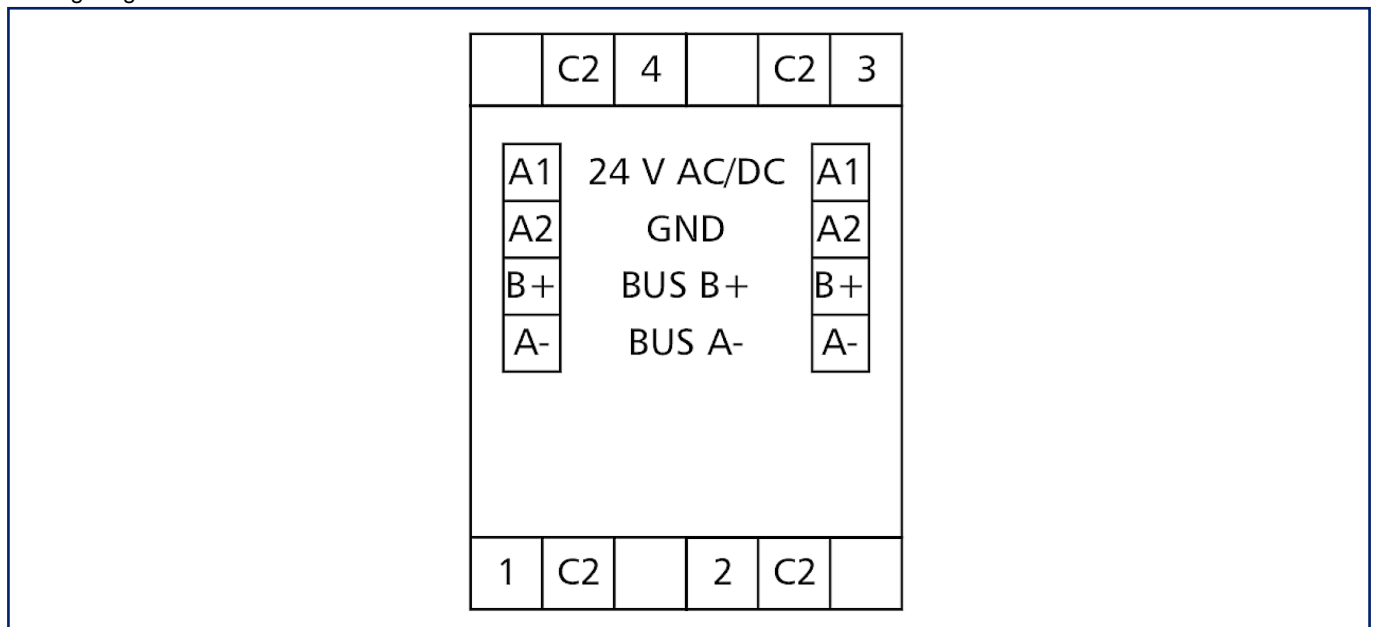 C2 4 C2 3
A1 24 V AC/DC A1
A2 GND A2
B+ BUS B+ B+
A- BUS A- A-
1 C2 2 C2